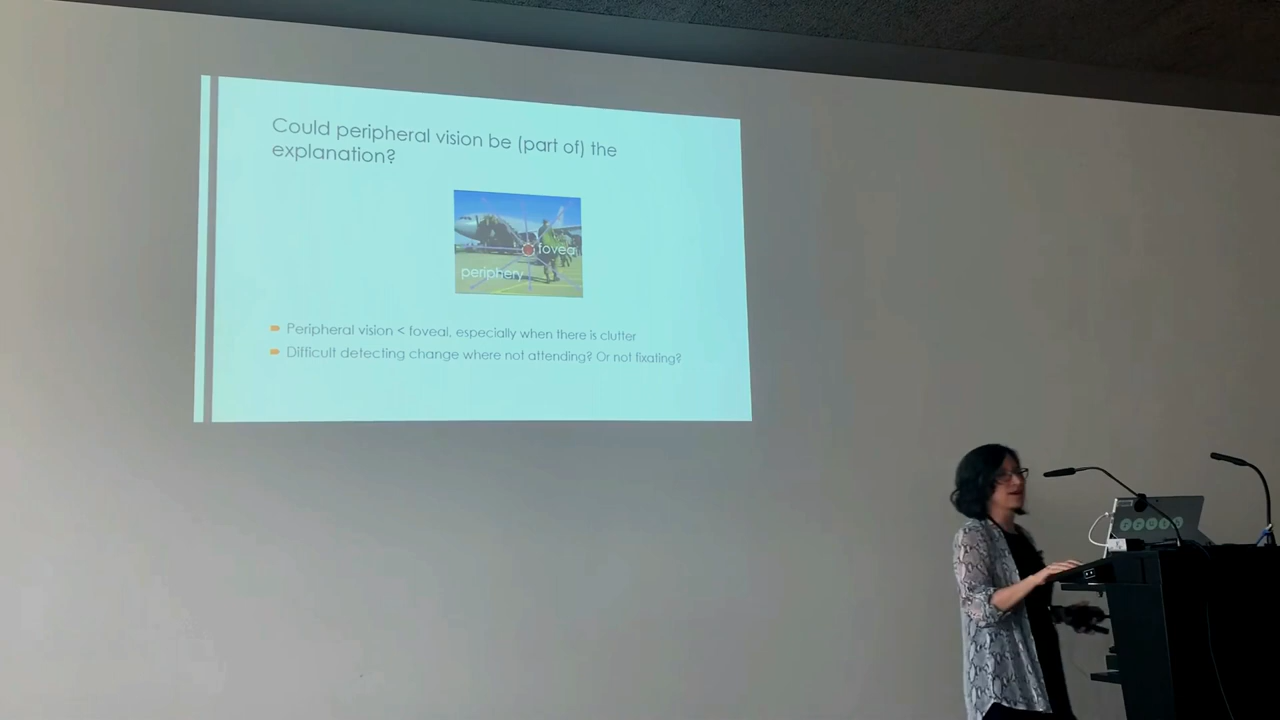 Could peripheral vision be (part of) the
explanation?
fovea
periphery
Peripheral vision < foveal, especially when there is clutter
Difficult detecting change where not attending? Or not fixating?